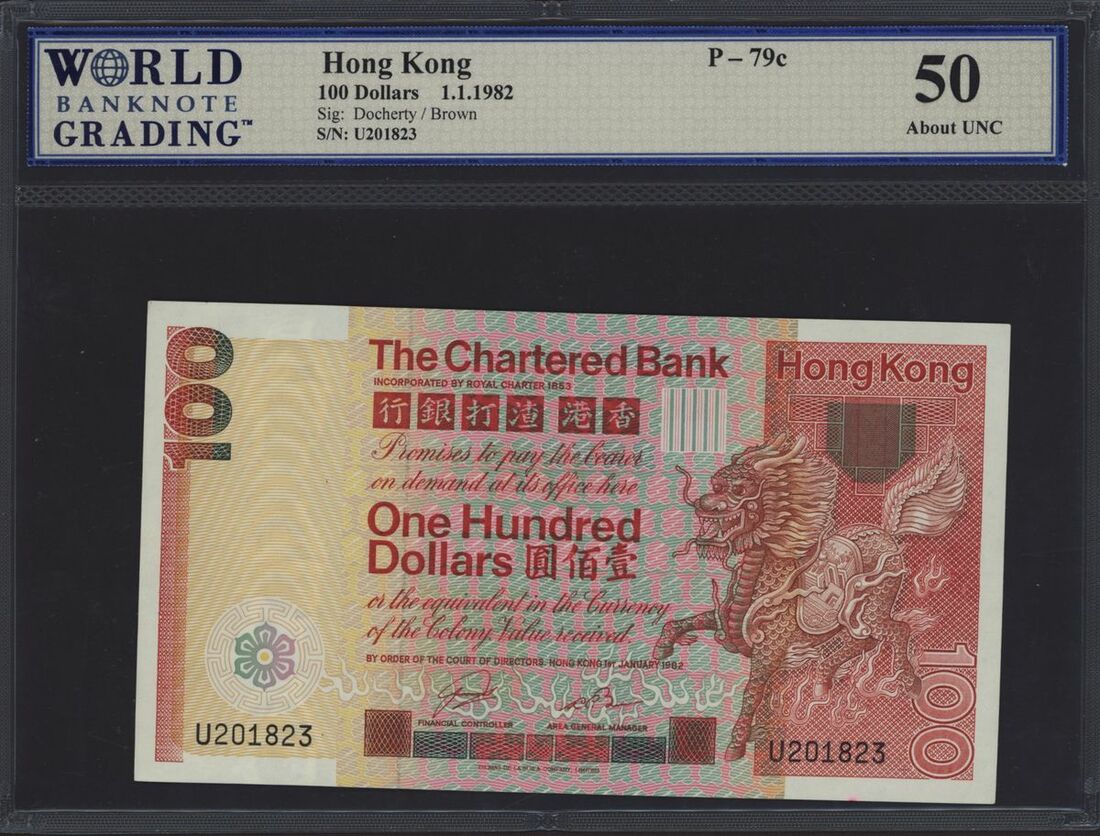 WORLD
BANKNOTE
GRADING™
Hong Kong
100 Dollars 1.1.1982
Sig: Docherty / Brown
S/N: U201823
P – 79c
50
About UNC
100
The Chartered Bank
INCORPORATED BY ROYAL CHARTER 1853
行銀打渣港香
Promises to pay the bearer
on demand at its office here
One Hundred
Dollars 圓佰壹
or the equivalent in the Currency
of the Colony, Value received.
BY ORDER OF THE COURT OF DIRECTORS. HONG KONG 1ST JANUARY 1982
FINANCIAL CONTROLLER
AREA GENERAL MANAGER
Hong Kong
100
U201823
U201823